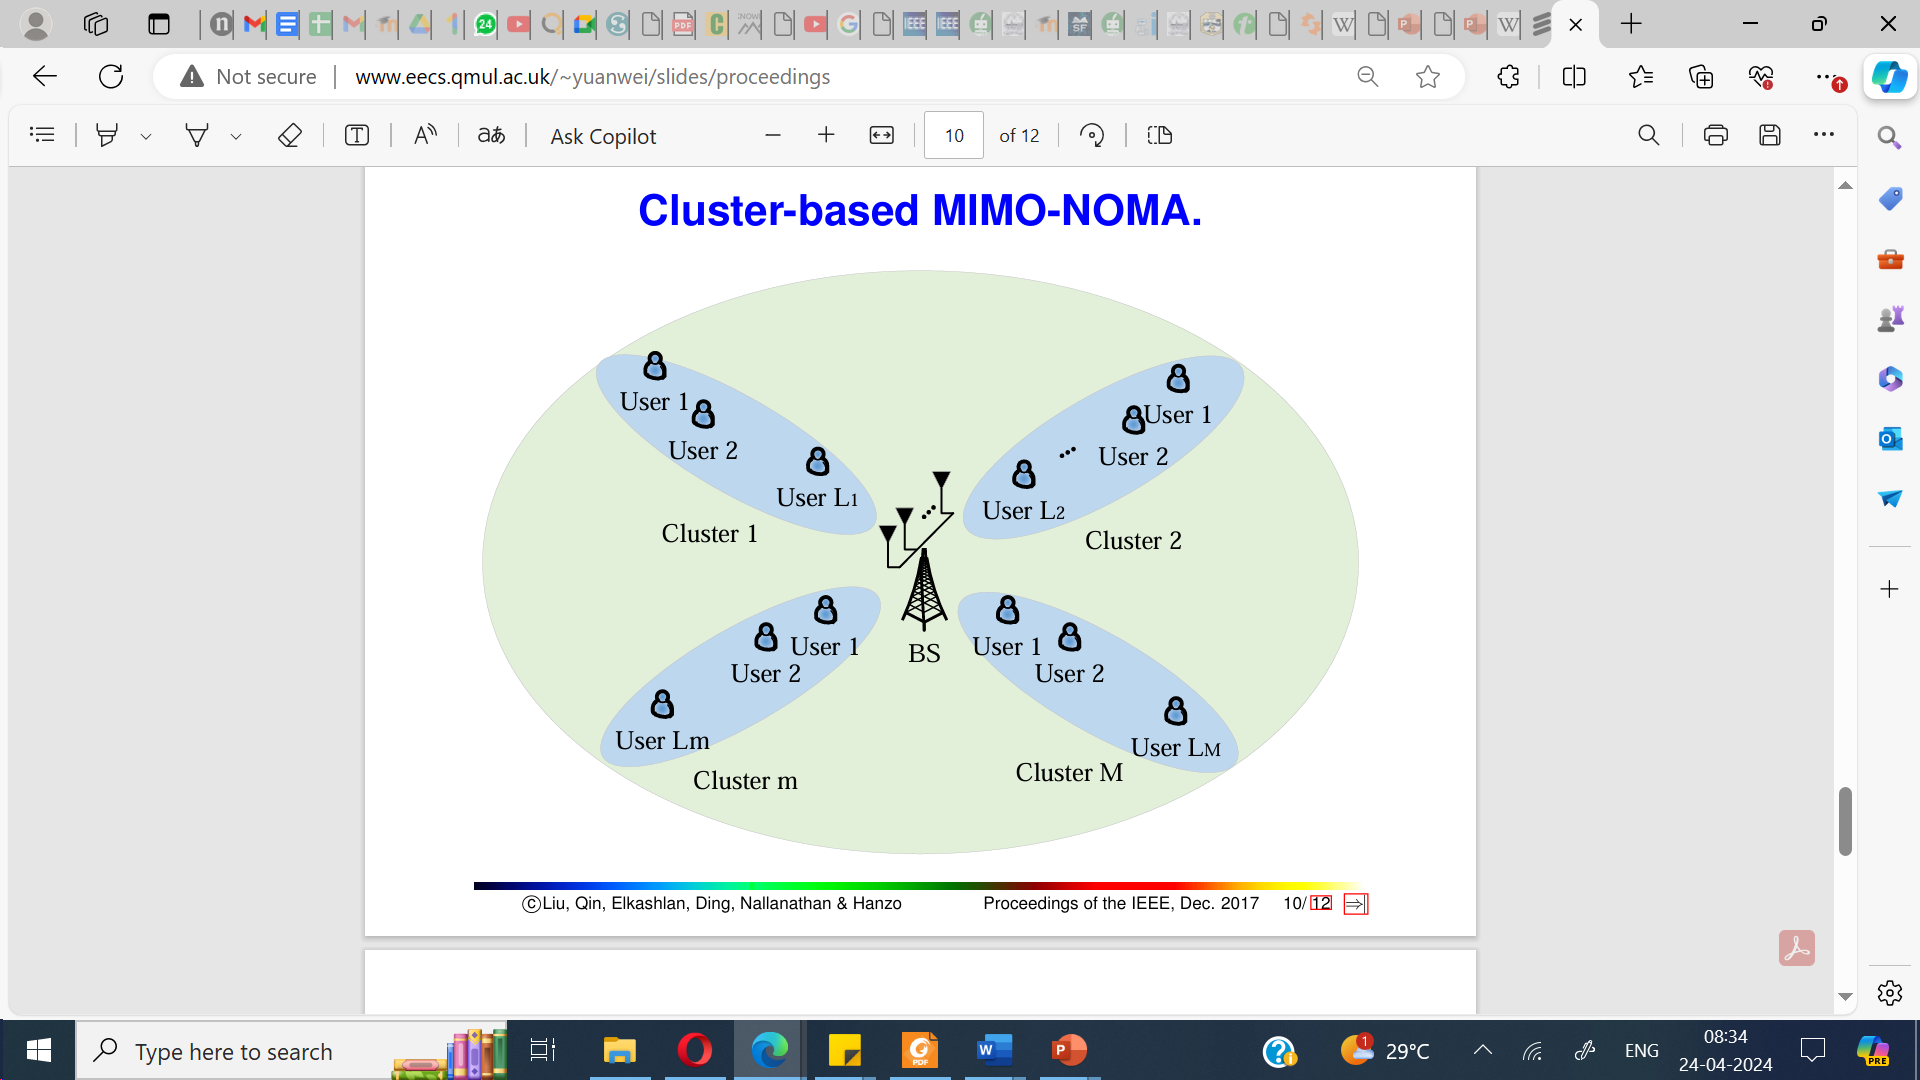 24
Not secure
www.eecs.qmul.ac.uk/~yuanwei/slides/proceedings
Ask Copilot
10
of 12
Cluster-based MIMO-NOMA.
User 1
User 2
User L1
Cluster 1
User 1
User 2
User L2
Cluster 2
BS
User 1
User 2
User Lm
Cluster m
User 1
User 2
User LM
Cluster M
©Liu, Qin, Elkashlan, Ding, Nallanathan & Hanzo
Proceedings of the IEEE, Dec. 2017
10/ 12
Type here to search
1
29°C
ENG
08:34
24-04-2024
PRE